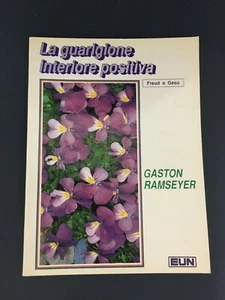 La guarigione
interiore positiva
Freud e Gesù
GASTON
RAMSEYER
EUN